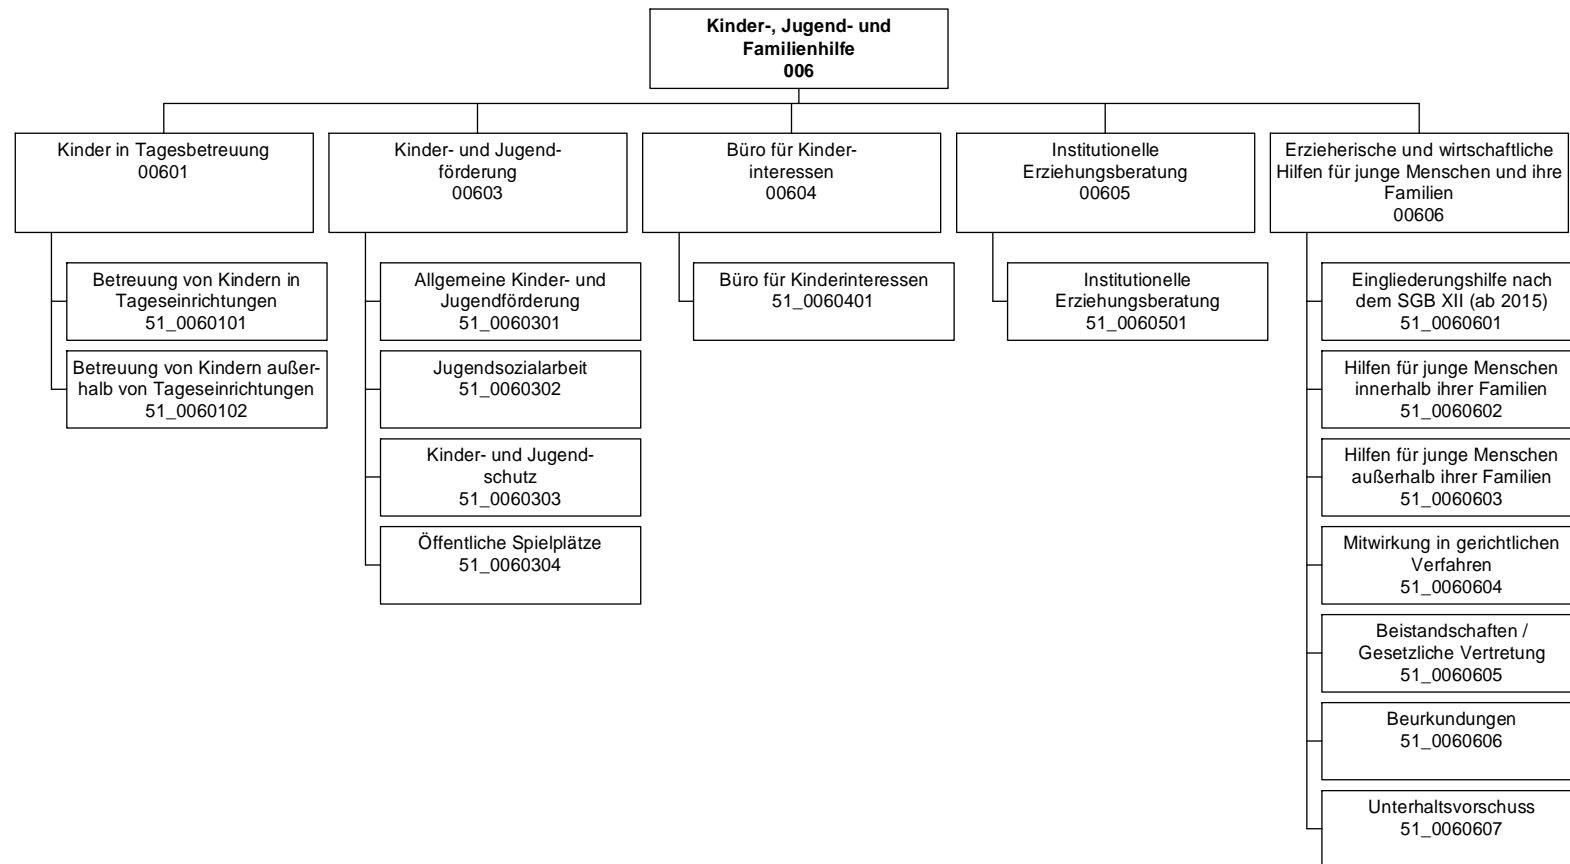 Kinder-, Jugend- und
Familienhilfe
006
Kinder in Tagesbetreuung
00601
Kinder- und Jugend-
förderung
00603
Büro für Kinder-
interessen
00604
Institutionelle
Erziehungsberatung
00605
Erzieherische und wirtschaftliche
Hilfen für junge Menschen und ihre
Familien
00606
Betreuung von Kindern in
Tageseinrichtungen
51_0060101
Betreuung von Kindern außer-
halb von Tageseinrichtungen
51_0060102
Allgemeine Kinder- und
Jugendförderung
51_0060301
Jugendsozialarbeit
51_0060302
Kinder- und Jugend-
schutz
51_0060303
Öffentliche Spielplätze
51_0060304
Büro für Kinderinteressen
51_0060401
Institutionelle
Erziehungsberatung
51_0060501
Eingliederungshilfe nach
dem SGB XII (ab 2015)
51_0060601
Hilfen für junge Menschen
innerhalb ihrer Familien
51_0060602
Hilfen für junge Menschen
außerhalb ihrer Familien
51_0060603
Mitwirkung in gerichtlichen
Verfahren
51_0060604
Beistandschaften /
Gesetzliche Vertretung
51_0060605
Beurkundungen
51_0060606
Unterhaltsvorschuss
51_0060607